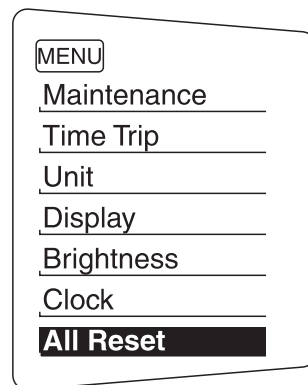 MENU
Maintenance
Time Trip
Unit
Display
Brightness
Clock
All Reset